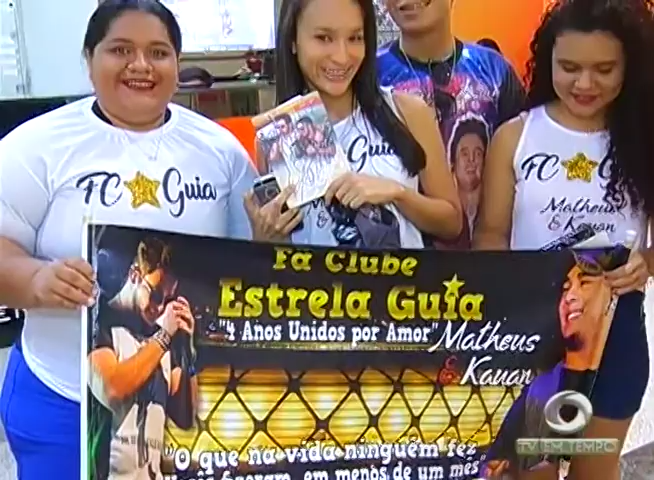 FC Guia
Guia
FC Guia
Matheus
Kauan
Fã Clube
Estrela Guia
"4 Anos Unidos por Amor"
Matheus
& Kauan
"O que na vida ninguém fez
em menos de um mês"
TV EM TEMPO